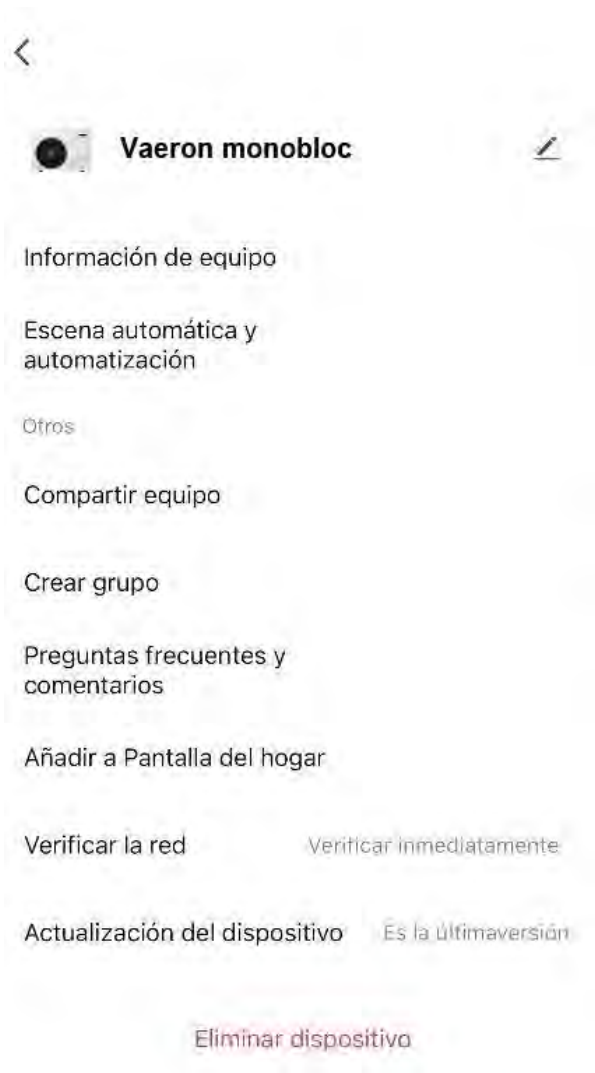 Vaeron monobloc
Información de equipo
Escena automática y
automatización
Otros
Compartir equipo
Crear grupo
Preguntas frecuentes y
comentarios
Añadir a Pantalla del hogar
Verificar la red Verificar inmediatamente
Actualización del dispositivo Es la últimaversión
Eliminar dispositivo